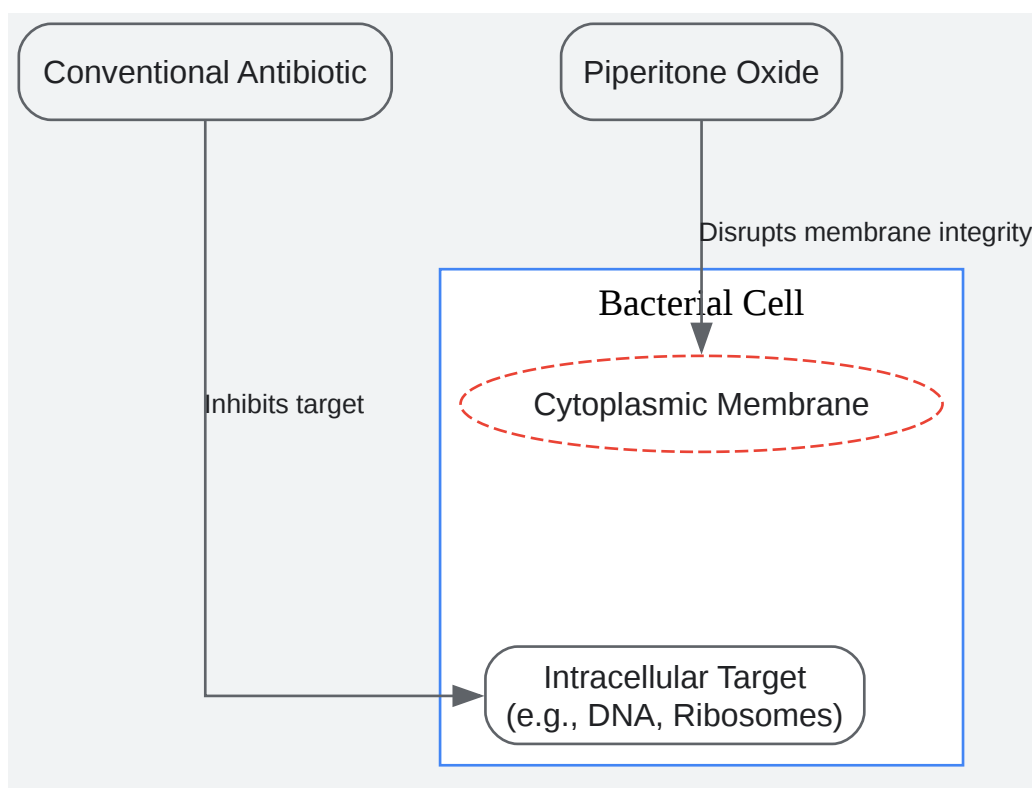 Conventional Antibiotic
Piperitone Oxide
Disrupts membrane integrity
Bacterial Cell
Inhibits target
Cytoplasmic Membrane
Intracellular Target
(e.g., DNA, Ribosomes)